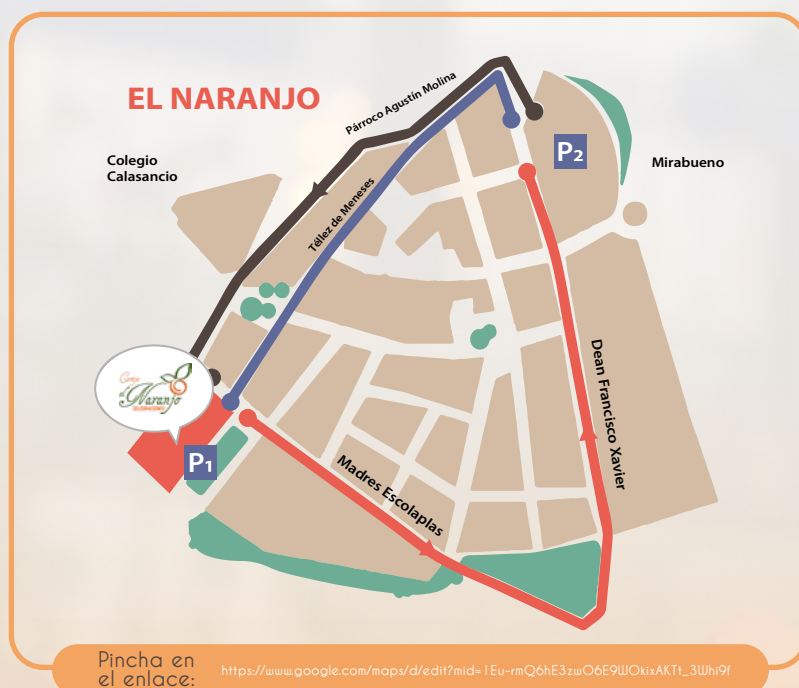 EL NARANJO
Párroco Agustín Molina
Colegio
Calasancio
P2
Mirabueno
Téllez de Meneses
Dean Francisco Xavier
Naranjo
P1
Madres Escolaplas
Pincha en
el enlace:
https://www.google.com/maps/d/edit?mid=1Eu-rmQ6hE3zwO6E9WOkixAKTt_3Whi9f